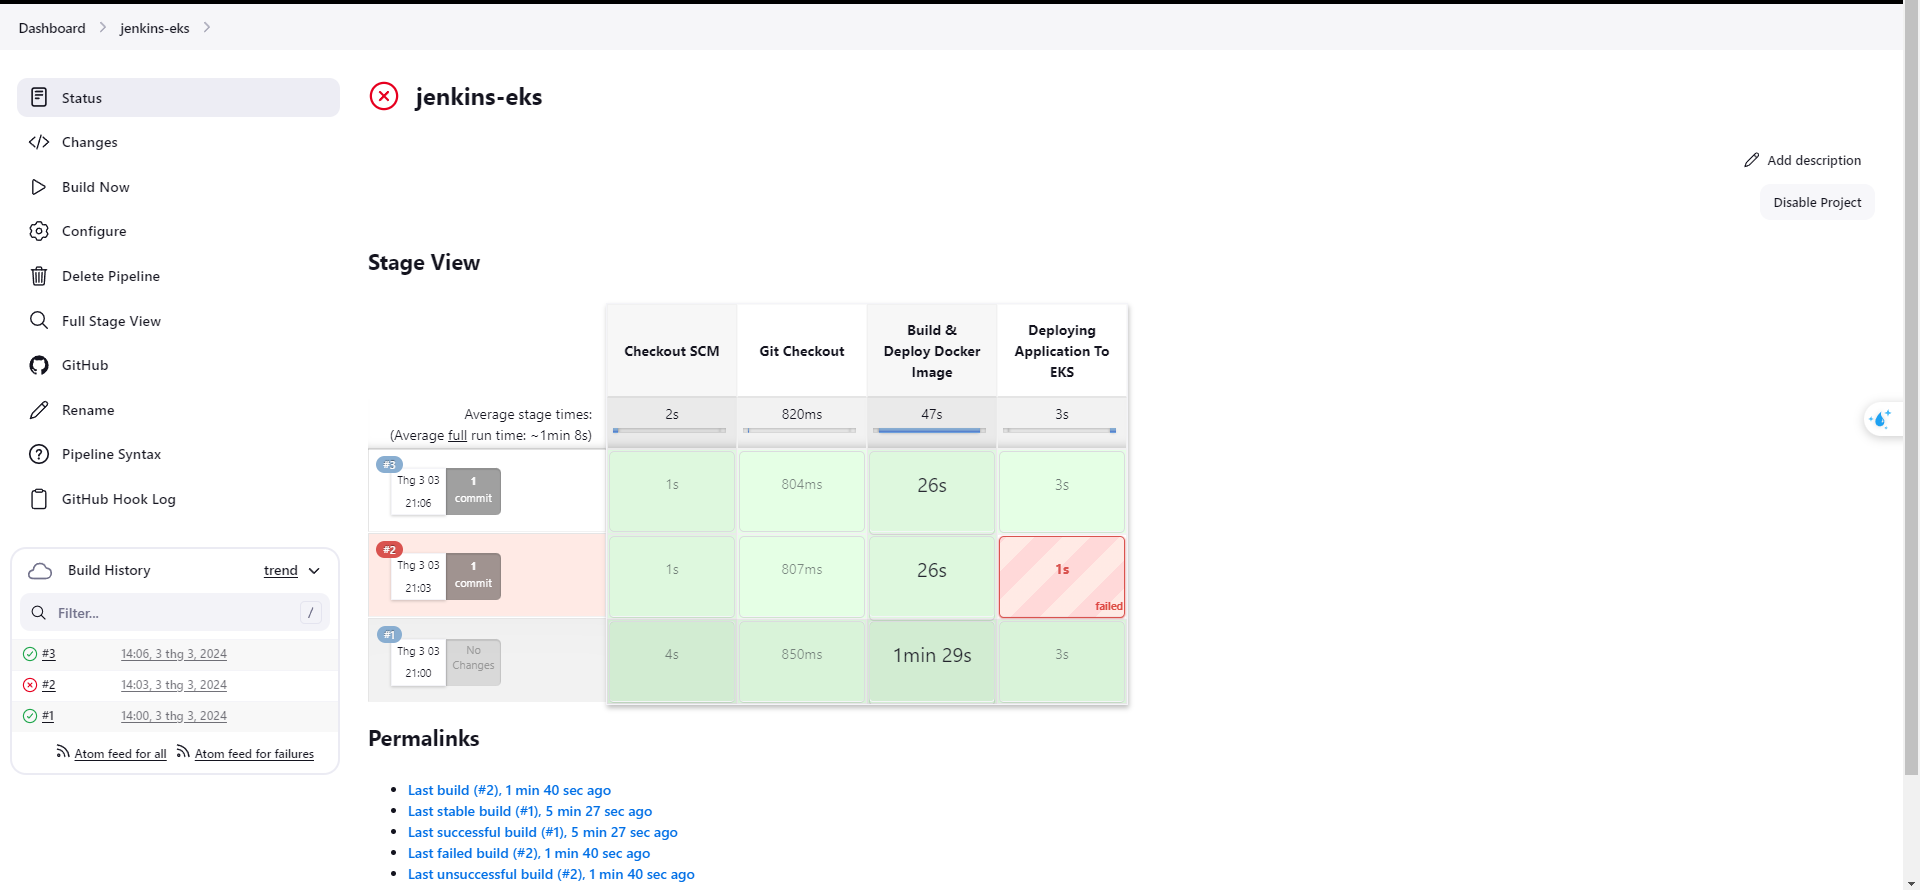 Dashboard
jenkins-eks
Status
Changes
Build Now
Configure
Delete Pipeline
Full Stage View
GitHub
Rename
Pipeline Syntax
GitHub Hook Log
Build History
trend
Filter...
/
#3
14:06, 3 thg 3, 2024
#2
14:03, 3 thg 3, 2024
#1
14:00, 3 thg 3, 2024
Atom feed for all
Atom feed for failures
jenkins-eks
Add description
Disable Project
Stage View
Checkout SCM
Git Checkout
Build &
Deploy Docker
Image
Deploying
Application To
EKS
Average stage times:
(Average full run time: ~1min 8s)
2s
820ms
47s
3s
#3
Thg 3 03
21:06
1
commit
1s
804ms
26s
3s
#2
Thg 3 03
21:03
1
commit
1s
807ms
26s
1s
failed
#1
Thg 3 03
21:00
No
Changes
4s
850ms
1min 29s
3s
Permalinks
Last build (#2), 1 min 40 sec ago
Last stable build (#1), 5 min 27 sec ago
Last successful build (#1), 5 min 27 sec ago
Last failed build (#2), 1 min 40 sec ago
Last unsuccessful build (#2), 1 min 40 sec ago